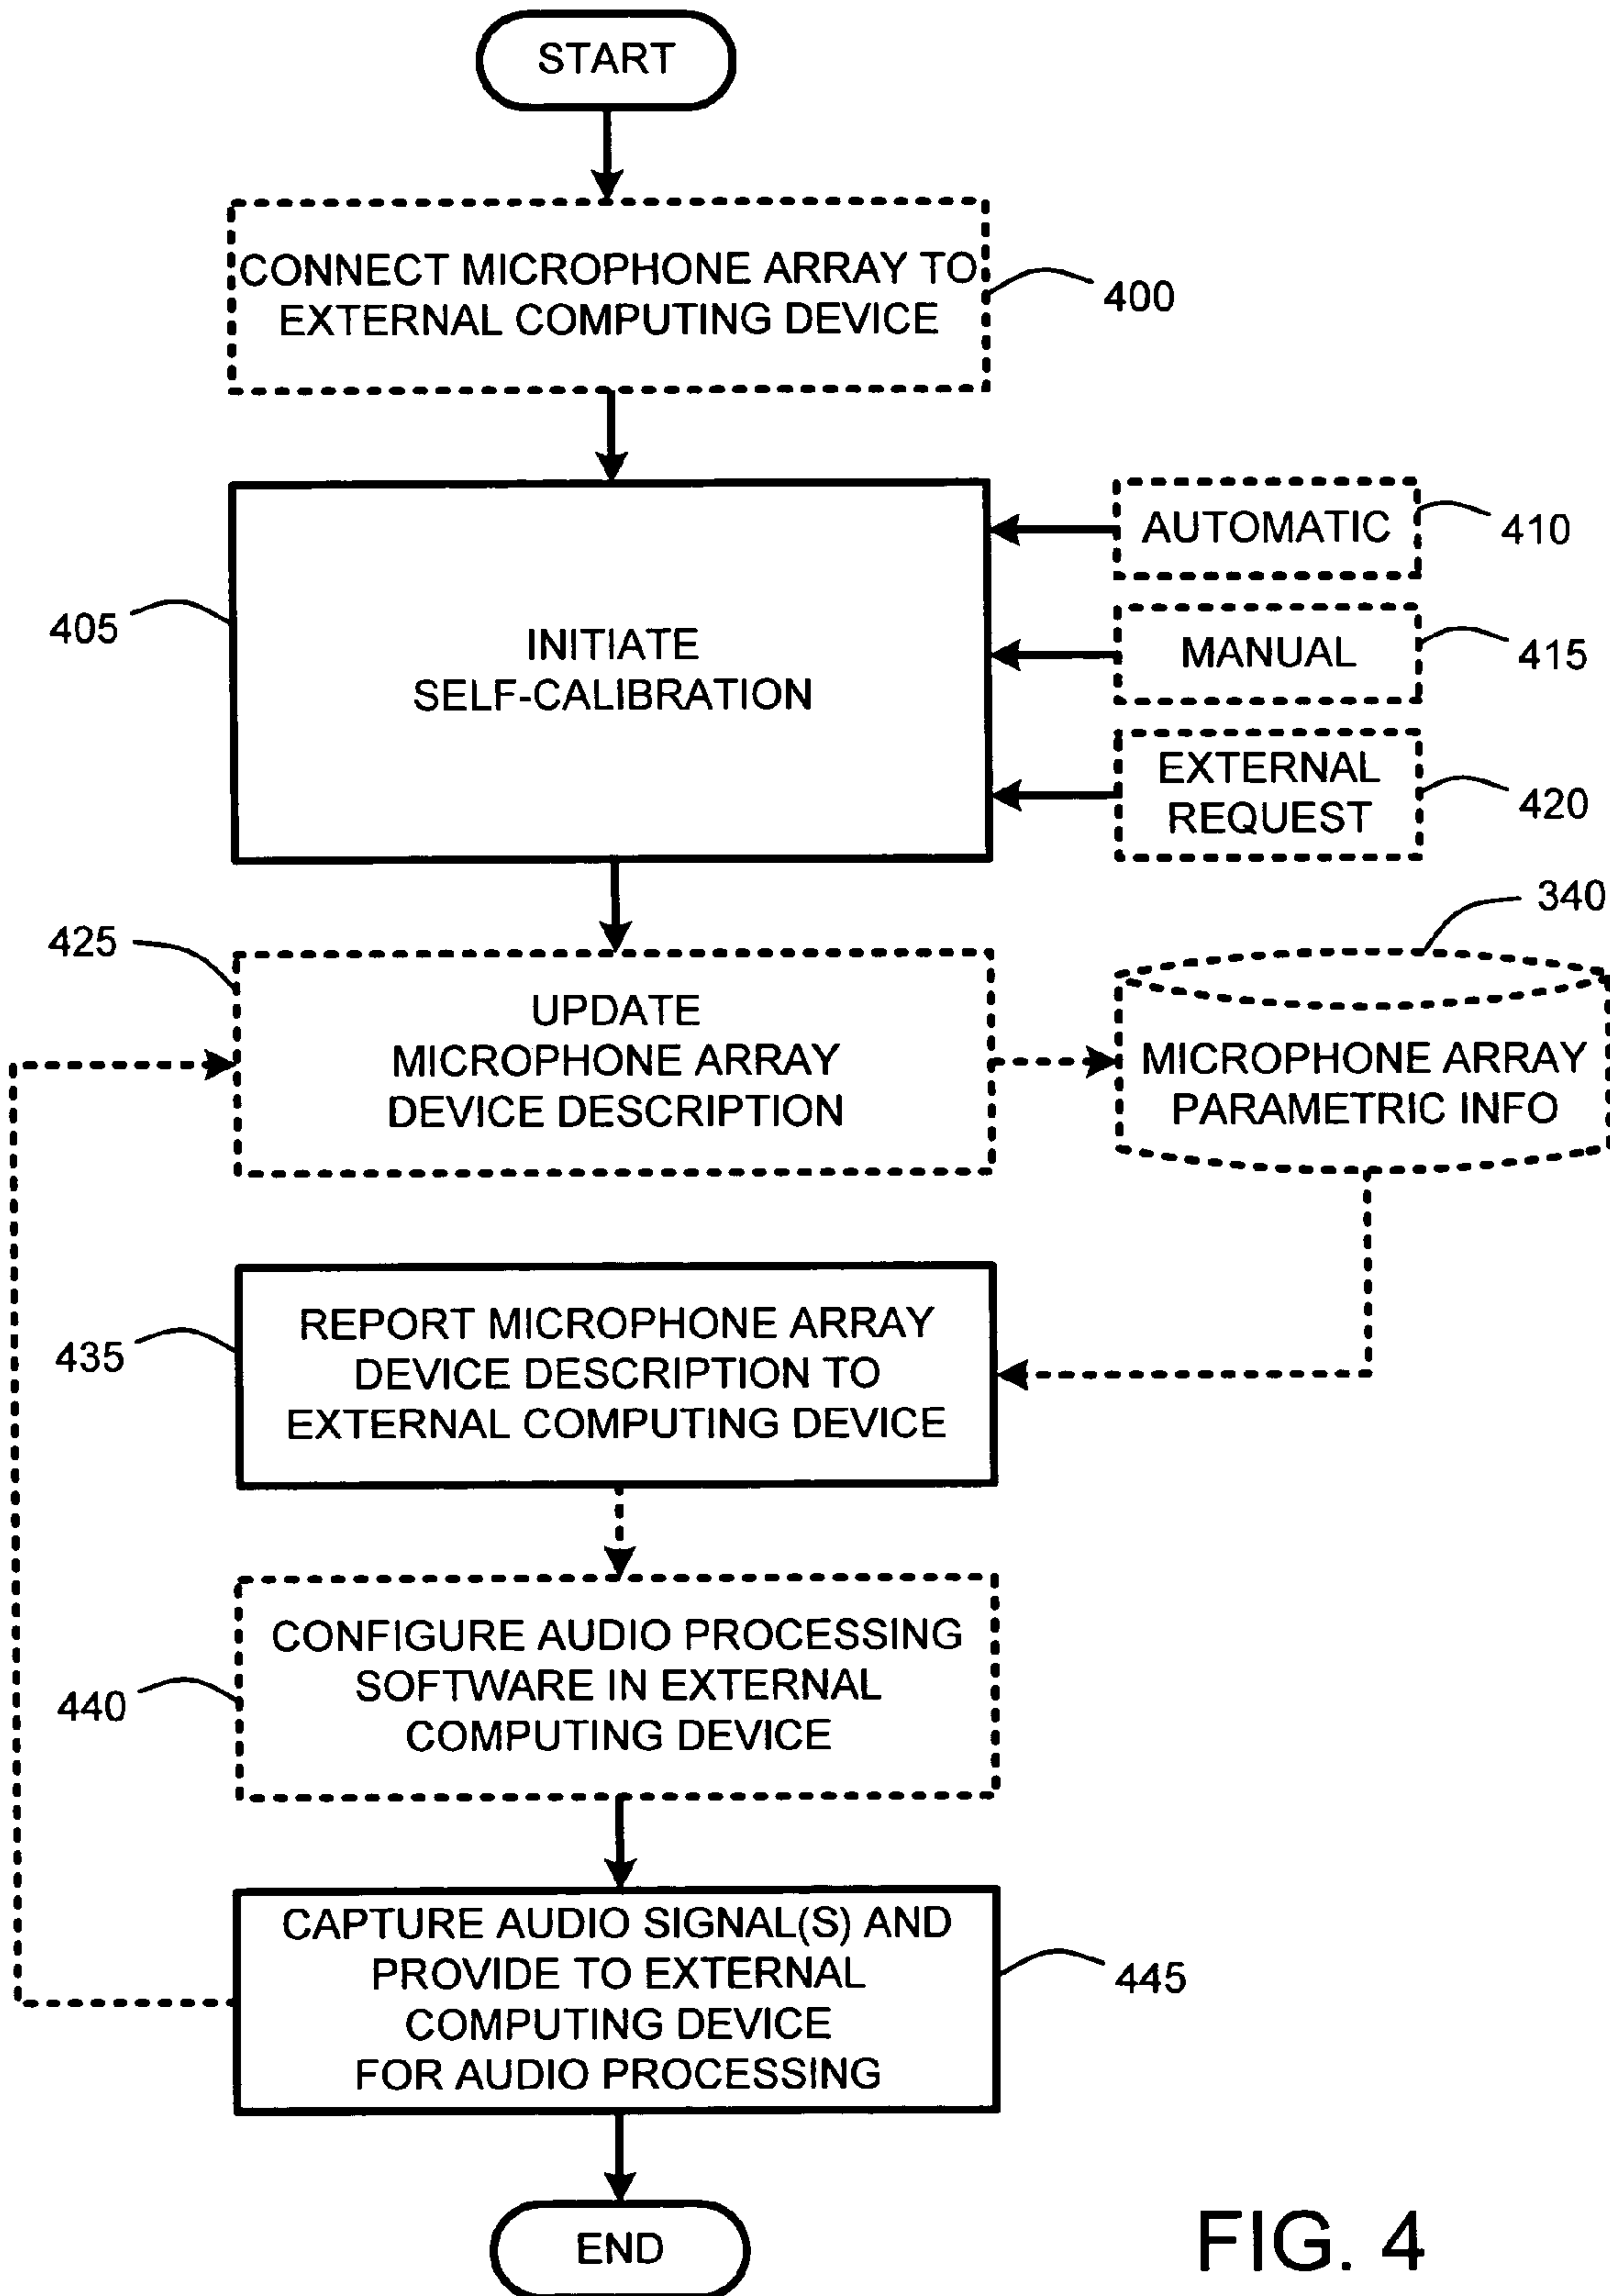 START
CONNECT MICROPHONE ARRAY TO
EXTERNAL COMPUTING DEVICE
400
405
INITIATE
SELF-CALIBRATION
AUTOMATIC
410
MANUAL
415
EXTERNAL
REQUEST
420
425
UPDATE
MICROPHONE ARRAY
DEVICE DESCRIPTION
340
MICROPHONE ARRAY
PARAMETRIC INFO
435
REPORT MICROPHONE ARRAY
DEVICE DESCRIPTION TO
EXTERNAL COMPUTING DEVICE
440
CONFIGURE AUDIO PROCESSING
SOFTWARE IN EXTERNAL
COMPUTING DEVICE
CAPTURE AUDIO SIGNAL(S) AND
PROVIDE TO EXTERNAL
COMPUTING DEVICE
FOR AUDIO PROCESSING
445
END
FIG. 4